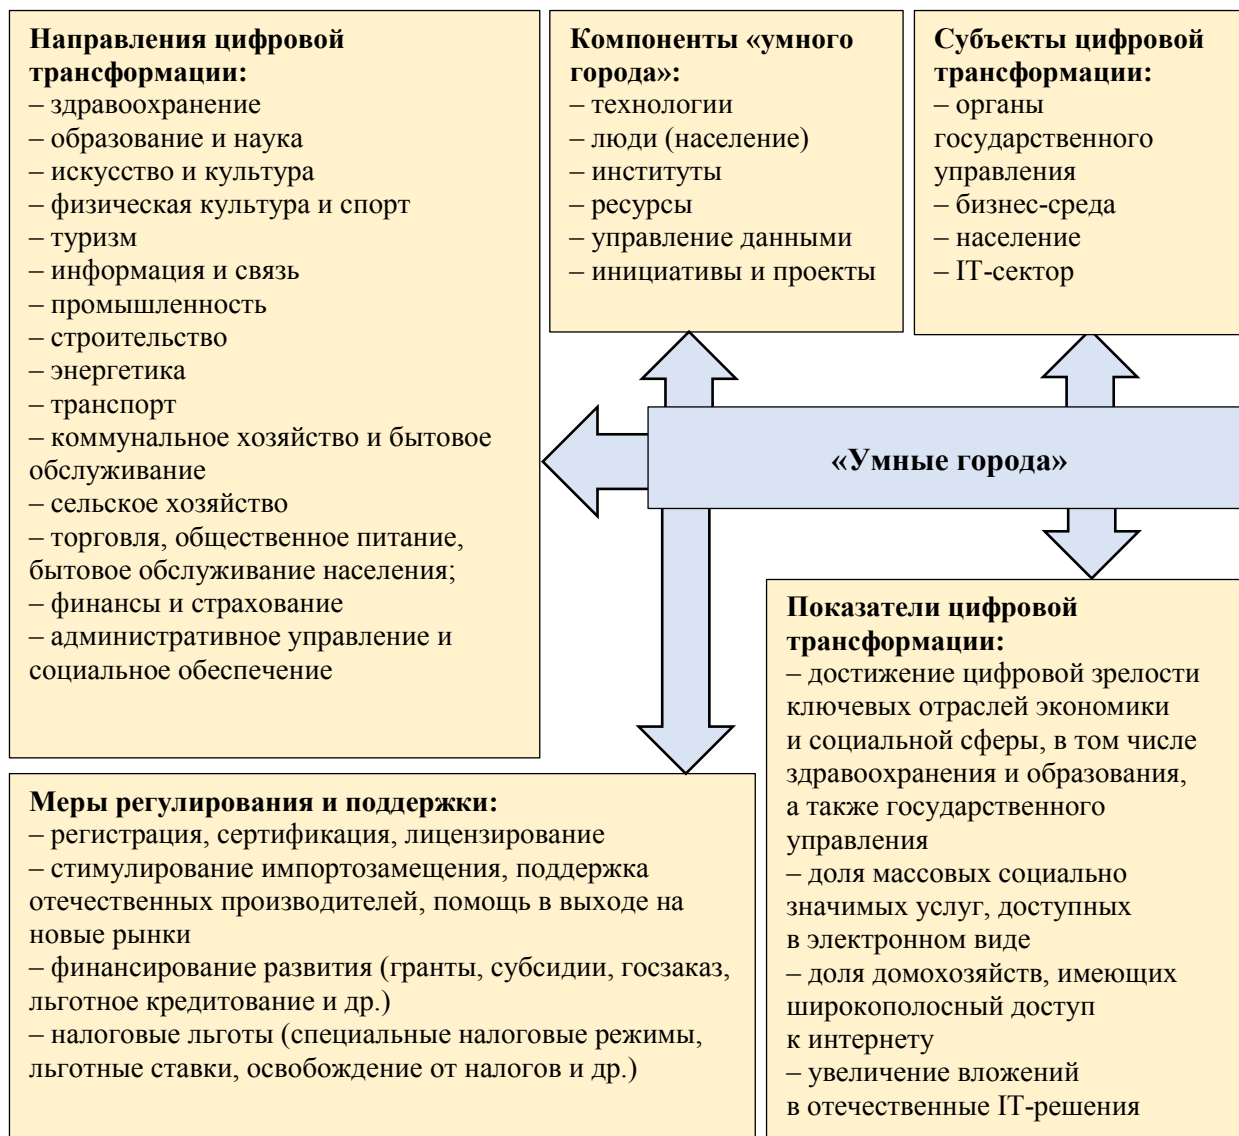 Направления цифровой
трансформации:
– здравоохранение
– образование и наука
– искусство и культура
– физическая культура и спорт
– туризм
– информация и связь
– промышленность
– строительство
– энергетика
– транспорт
– коммунальное хозяйство и бытовое
обслуживание
– сельское хозяйство
– торговля, общественное питание,
бытовое обслуживание населения;
– финансы и страхование
– административное управление и
социальное обеспечение
Компоненты «умного
города»:
– технологии
– люди (население)
– институты
– ресурсы
– управление данными
– инициативы и проекты
Субъекты цифровой
трансформации:
– органы
государственного
управления
– бизнес-среда
– население
– IT-сектор
«Умные города»
Меры регулирования и поддержки:
– регистрация, сертификация, лицензирование
– стимулирование импортозамещения, поддержка
отечественных производителей, помощь в выходе на
новые рынки
– финансирование развития (гранты, субсидии, госзаказ,
льготное кредитование и др.)
– налоговые льготы (специальные налоговые режимы,
льготные ставки, освобождение от налогов и др.)
Показатели цифровой
трансформации:
– достижение цифровой зрелости
ключевых отраслей экономики
и социальной сферы, в том числе
здравоохранения и образования,
а также государственного
управления
– доля массовых социально
значимых услуг, доступных
в электронном виде
– доля домохозяйств, имеющих
широкополосный доступ
к интернету
– увеличение вложений
в отечественные IT-решения